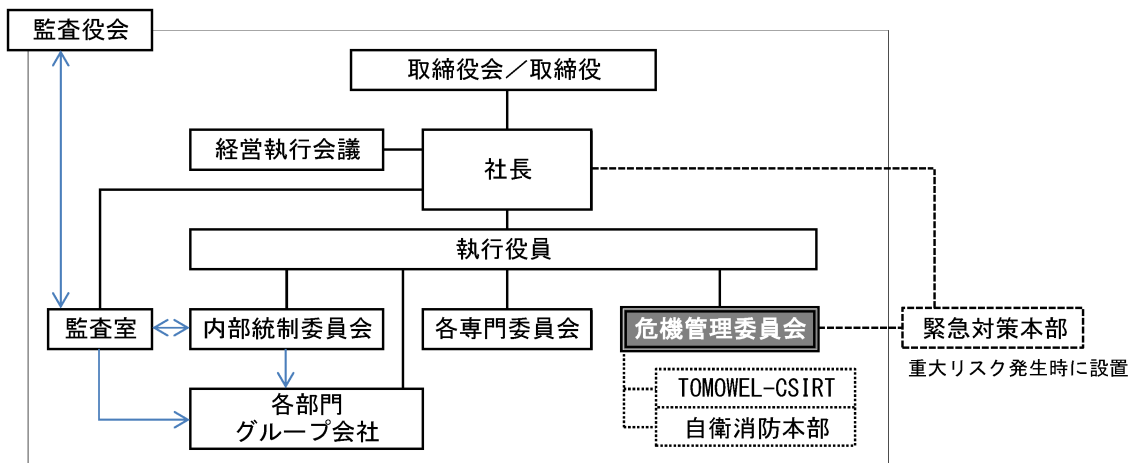 監査役会
取締役会／取締役
経営執行会議
社長
執行役員
監査室
内部統制委員会
各専門委員会
危機管理委員会
緊急対策本部
重大リスク発生時に設置
各部門
グループ会社
TOMOWEL-CSIRT
自衛消防本部